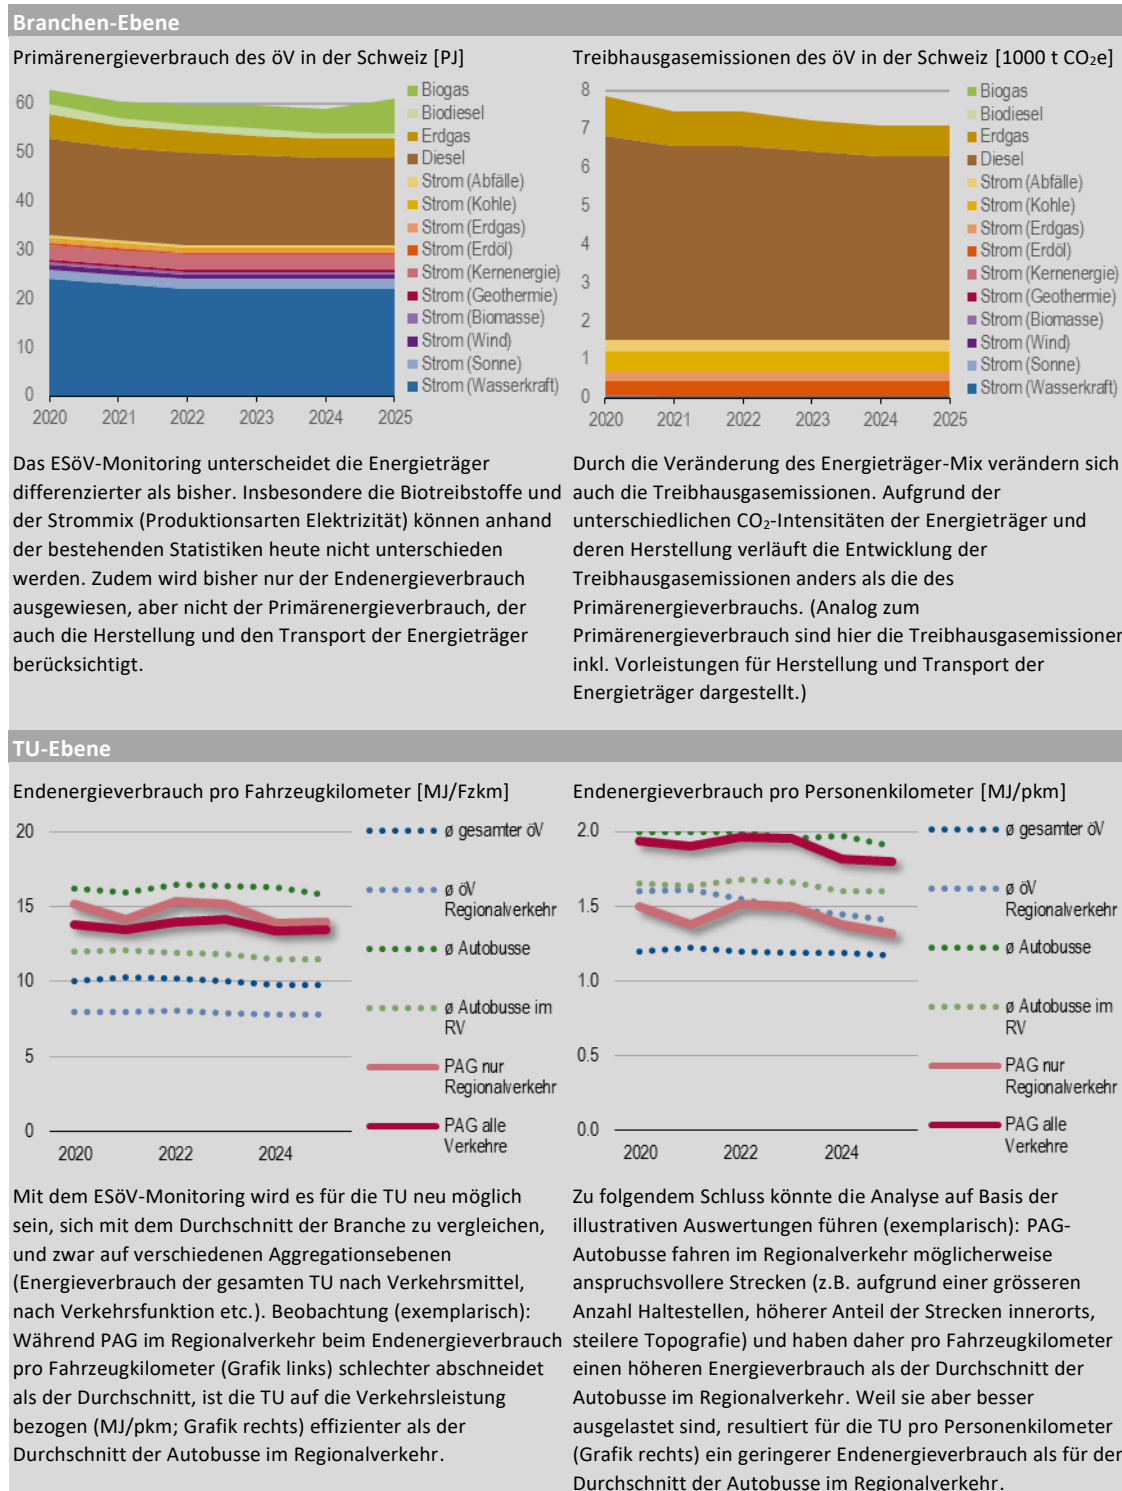 Branchen-Ebene
Primärenergieverbrauch des öV in der Schweiz [PJ]
60
50
40
30
20
10
0
2020 2021 2022 2023 2024 2025
Biogas
Biodiesel
Erdgas
Diesel
Strom (Abfälle)
Strom (Kohle)
Strom (Erdgas)
Strom (Erdöl)
Strom (Kernenergie)
Strom (Geothermie)
Strom (Biomasse)
Strom (Wind)
Strom (Sonne)
Strom (Wasserkraft)
Das ESöV-Monitoring unterscheidet die Energieträger
differenzierter als bisher. Insbesondere die Biotreibstoffe und
der Strommix (Produktionsarten Elektrizität) können anhand
der bestehenden Statistiken heute nicht unterschieden
werden. Zudem wird bisher nur der Endenergieverbrauch
ausgewiesen, aber nicht der Primärenergieverbrauch, der
auch die Herstellung und den Transport der Energieträger
berücksichtigt.
Treibhausgasemissionen des öV in der Schweiz [1000 t CO₂e]
8
7
6
5
4
3
2
1
0
2020 2021 2022 2023 2024 2025
Biogas
Biodiesel
Erdgas
Diesel
Strom (Abfälle)
Strom (Kohle)
Strom (Erdgas)
Strom (Erdöl)
Strom (Kernenergie)
Strom (Geothermie)
Strom (Biomasse)
Strom (Wind)
Strom (Sonne)
Strom (Wasserkraft)
Durch die Veränderung des Energieträger-Mix verändern sich
auch die Treibhausgasemissionen. Aufgrund der
unterschiedlichen CO₂-Intensitäten der Energieträger und
deren Herstellung verläuft die Entwicklung der
Treibhausgasemissionen anders als die des
Primärenergieverbrauchs. (Analog zum
Primärenergieverbrauch sind hier die Treibhausgasemissionen
inkl. Vorleistungen für Herstellung und Transport der
Energieträger dargestellt.)
TU-Ebene
Endenergieverbrauch pro Fahrzeugkilometer [MJ/Fzkm]
20
15
10
5
0
2020 2022 2024
ø gesamter öV
ø öV
Regionalverkehr
ø Autobusse
ø Autobusse im
RV
PAG nur
Regionalverkehr
PAG alle
Verkehre
Mit dem ESöV-Monitoring wird es für die TU neu möglich
sein, sich mit dem Durchschnitt der Branche zu vergleichen,
und zwar auf verschiedenen Aggregationsebenen
(Energieverbrauch der gesamten TU nach Verkehrsmittel,
nach Verkehrsfunktion etc.). Beobachtung (exemplarisch):
Während PAG im Regionalverkehr beim Endenergieverbrauch
pro Fahrzeugkilometer (Grafik links) schlechter abschneidet
als der Durchschnitt, ist die TU auf die Verkehrsleistung
bezogen (MJ/pkm; Grafik rechts) effizienter als der
Durchschnitt der Autobusse im Regionalverkehr.
Endenergieverbrauch pro Personenkilometer [MJ/pkm]
2.0
1.5
1.0
0.5
0.0
2020 2022 2024
ø gesamter öV
ø öV
Regionalverkehr
ø Autobusse
ø Autobusse im
RV
PAG nur
Regionalverkehr
PAG alle
Verkehre
Zu folgendem Schluss könnte die Analyse auf Basis der
illustrativen Auswertungen führen (exemplarisch): PAG-
Autobusse fahren im Regionalverkehr möglicherweise
anspruchsvollere Strecken (z.B. aufgrund einer grösseren
Anzahl Haltestellen, höherer Anteil der Strecken innerorts,
steilere Topografie) und haben daher pro Fahrzeugkilometer
einen höheren Energieverbrauch als der Durchschnitt der
Autobusse im Regionalverkehr. Weil sie aber besser
ausgelastet sind, resultiert für die TU pro Personenkilometer
(Grafik rechts) ein geringerer Endenergieverbrauch als für der
Durchschnitt der Autobusse im Regionalverkehr.